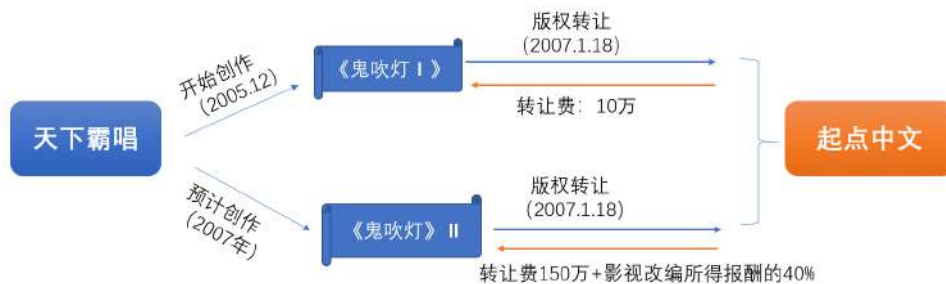 版权转让
(2007.1.18)
《鬼吹灯Ⅰ》
开始创作
(2005.12)
转让费：10万
天下霸唱
起点中文
预计创作
(2007年)
版权转让
(2007.1.18)
《鬼吹灯》Ⅱ
转让费150万+影视改编所得报酬的40%